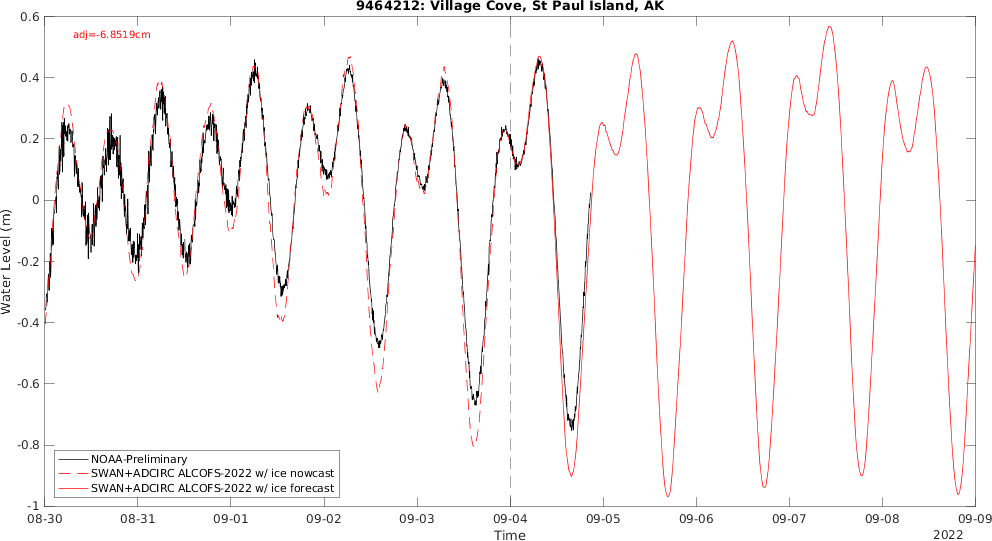 9464212: Village Cove, St Paul Island, AK
adj=-6.8519cm
0.6
0.4
0.2
0
-0.2
-0.4
-0.6
-0.8
-1
Water Level (m)
NOAA-Preliminary
SWAN+ADCIRC ALCOFS-2022 w/ ice nowcast
SWAN+ADCIRC ALCOFS-2022 w/ ice forecast
08-30 08-31 09-01 09-02 09-03 09-04 09-05 09-06 09-07 09-08 09-09
Time
2022